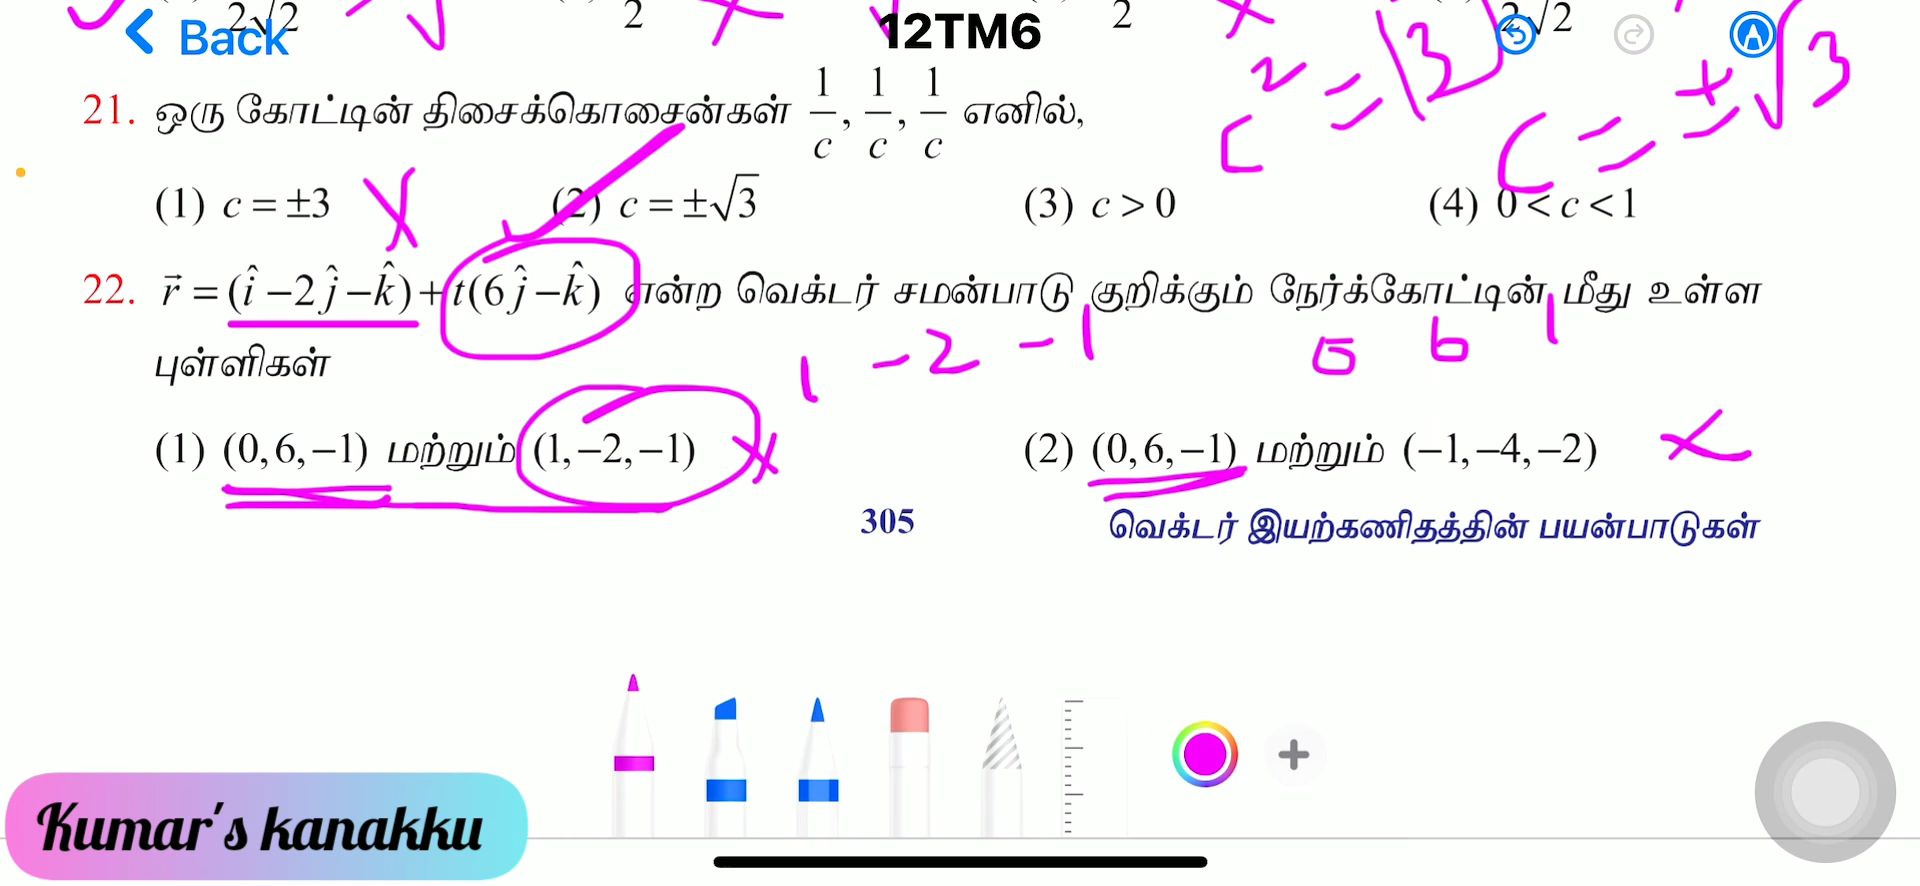 2√2 2 2 2√2
Back 12TM6
c² = |3| c = ±√3
21. ஒரு கோட்டின் திசைக்கொசைன்கள் 1/c, 1/c, 1/c எனில்,
(1) c = ±3 (2) c = ±√3 (3) c > 0 (4) 0 < c < 1
22. r⃗ = (î − 2ĵ − k̂) + t(6ĵ − k̂) என்ற வெக்டர் சமன்பாடு குறிக்கும் நேர்க்கோட்டின் மீது உள்ள
1 −2 −1 6 1
புள்ளிகள்
(1) (0, 6, −1) மற்றும் (1, −2, −1) (2) (0, 6, −1) மற்றும் (−1, −4, −2)
305 வெக்டர் இயற்கணிதத்தின் பயன்பாடுகள்
Kumar's kanakku